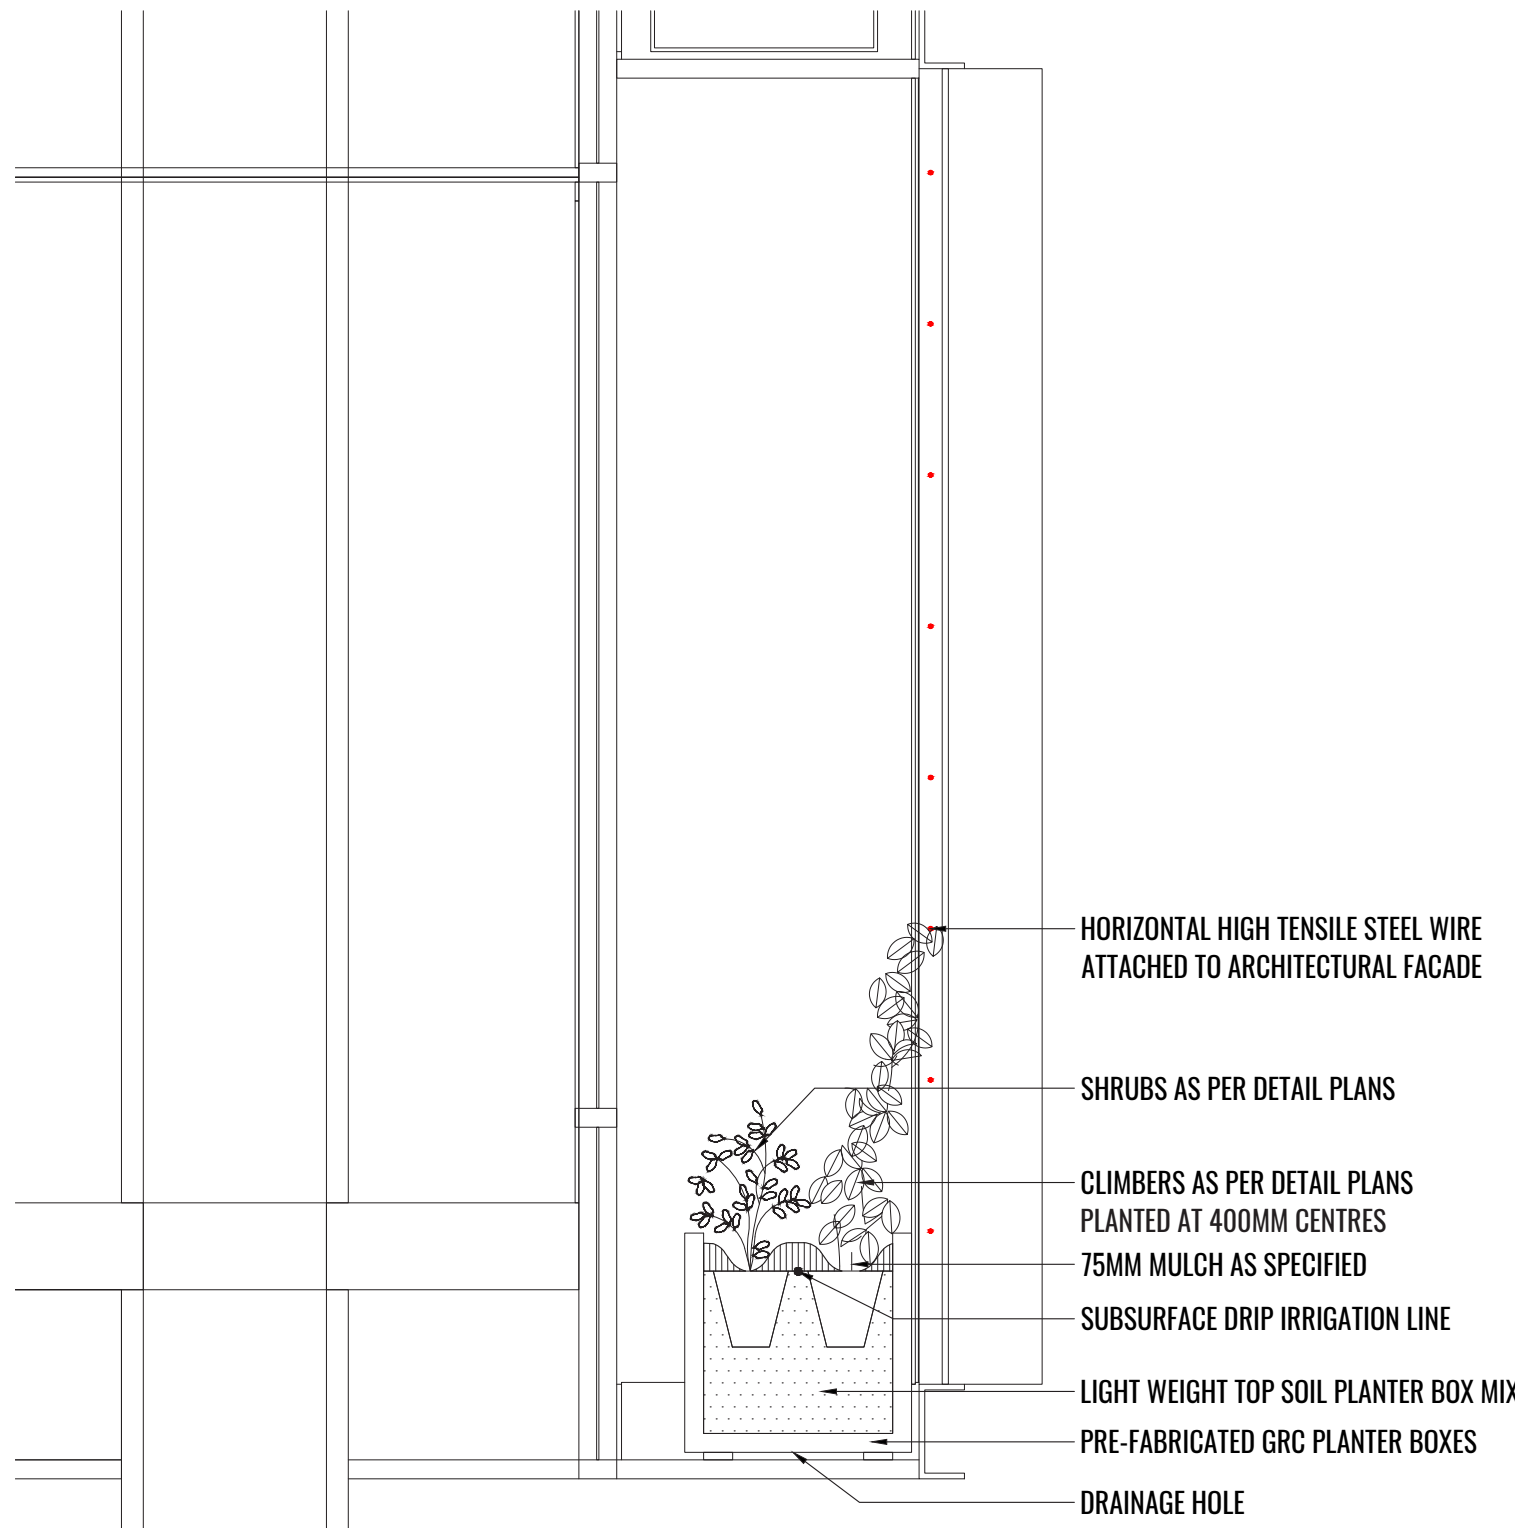 HORIZONTAL HIGH TENSILE STEEL WIRE
ATTACHED TO ARCHITECTURAL FACADE
SHRUBS AS PER DETAIL PLANS
CLIMBERS AS PER DETAIL PLANS
PLANTED AT 400MM CENTRES
75MM MULCH AS SPECIFIED
SUBSURFACE DRIP IRRIGATION LINE
LIGHT WEIGHT TOP SOIL PLANTER BOX MIX
PRE-FABRICATED GRC PLANTER BOXES
DRAINAGE HOLE